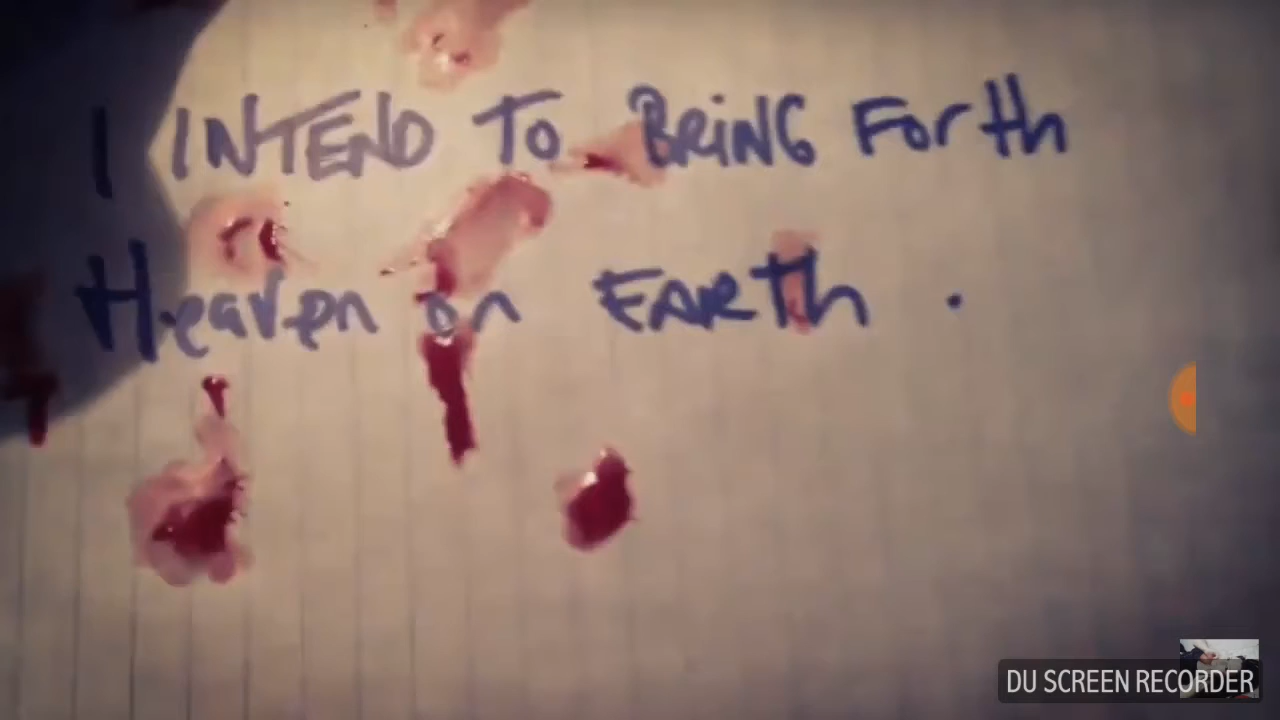 I INTEND TO BRiNG ForTh
Heaven on EARTh .
DU SCREEN RECORDER